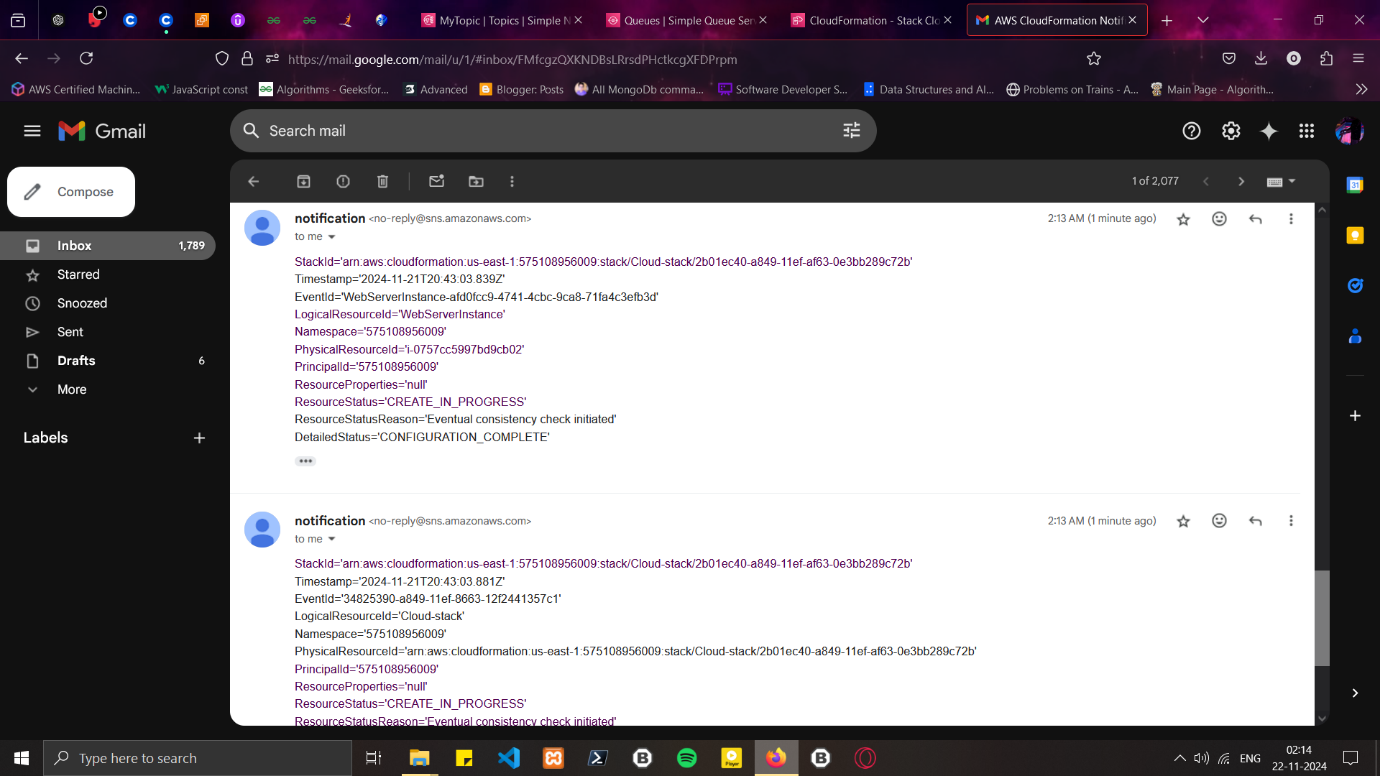 MyTopic | Topics | Simple N
Queues | Simple Queue Serv
CloudFormation - Stack Clo
AWS CloudFormation Notif
https://mail.google.com/mail/u/1/#inbox/FMfcgzQXKNDBsLRrsdPHctkcgXFDPrpm
AWS Certified Machin...
JavaScript const
Algorithms - Geeksfor...
Advanced
Blogger: Posts
All MongoDb comma...
Software Developer S...
Data Structures and Al...
Problems on Trains - A...
Main Page - Algorith...
Gmail
Search mail
Compose
1 of 2,077
Inbox 1,789
Starred
Snoozed
Sent
Drafts 6
More
Labels
notification <no-reply@sns.amazonaws.com>
2:13 AM (1 minute ago)
to me
StackId='arn:aws:cloudformation:us-east-1:575108956009:stack/Cloud-stack/2b01ec40-a849-11ef-af63-0e3bb289c72b'
Timestamp='2024-11-21T20:43:03.839Z'
EventId='WebServerInstance-afd0fcc9-4741-4cbc-9ca8-71fa4c3efb3d'
LogicalResourceId='WebServerInstance'
Namespace='575108956009'
PhysicalResourceId='i-0757cc5997bd9cb02'
PrincipalId='575108956009'
ResourceProperties='null'
ResourceStatus='CREATE_IN_PROGRESS'
ResourceStatusReason='Eventual consistency check initiated'
DetailedStatus='CONFIGURATION_COMPLETE'
notification <no-reply@sns.amazonaws.com>
2:13 AM (1 minute ago)
to me
StackId='arn:aws:cloudformation:us-east-1:575108956009:stack/Cloud-stack/2b01ec40-a849-11ef-af63-0e3bb289c72b'
Timestamp='2024-11-21T20:43:03.881Z'
EventId='34825390-a849-11ef-8663-12f2441357c1'
LogicalResourceId='Cloud-stack'
Namespace='575108956009'
PhysicalResourceId='arn:aws:cloudformation:us-east-1:575108956009:stack/Cloud-stack/2b01ec40-a849-11ef-af63-0e3bb289c72b'
PrincipalId='575108956009'
ResourceProperties='null'
ResourceStatus='CREATE_IN_PROGRESS'
ResourceStatusReason='Eventual consistency check initiated'
Type here to search
ENG
02:14
22-11-2024